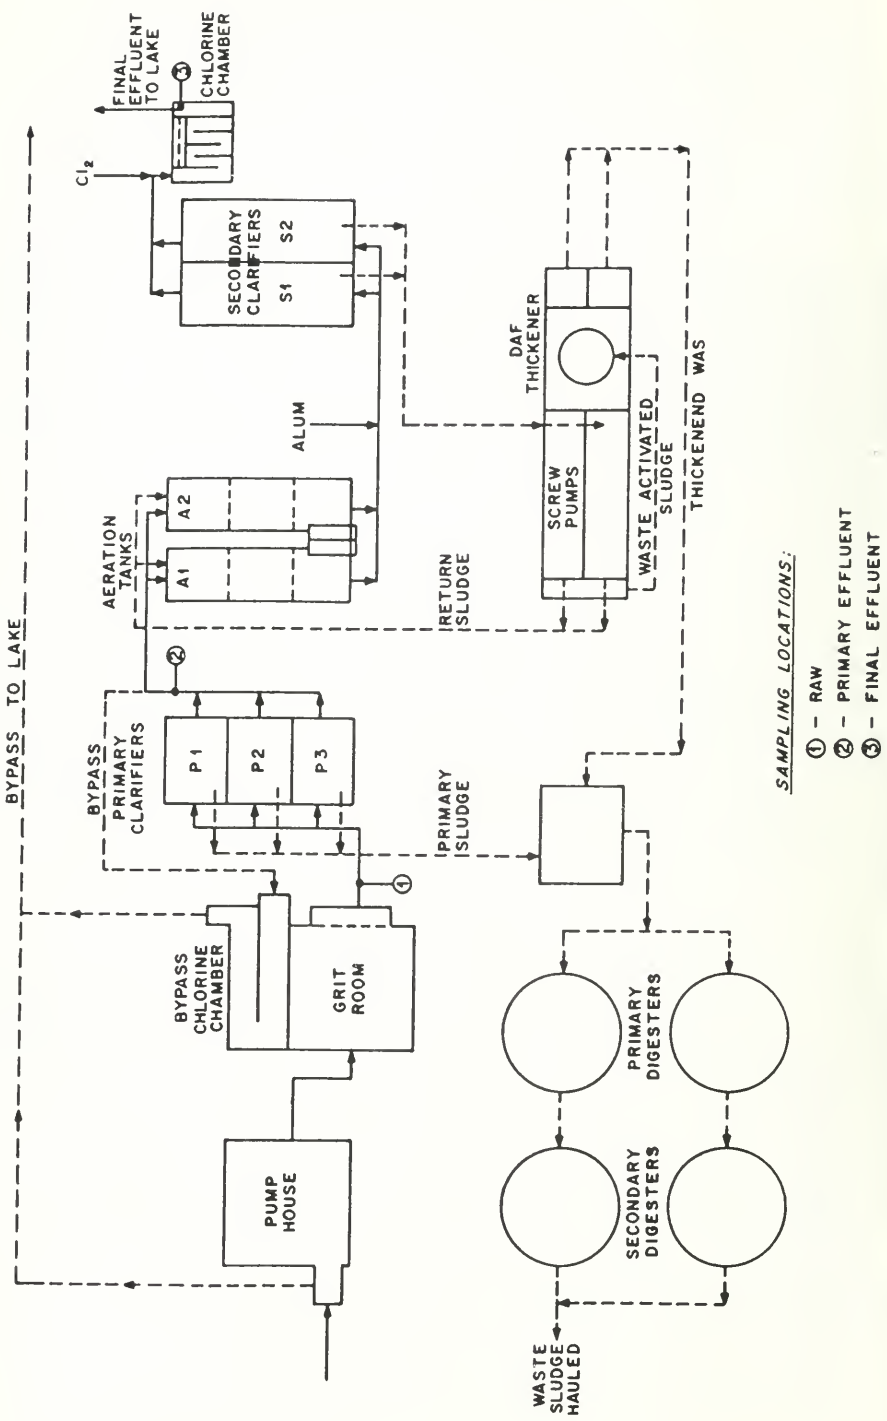 BYPASS TO LAKE
FINAL
EFFLUENT
TO LAKE
3
CHLORINE
CHAMBER
Cl₂
SECONDARY
CLARIFIERS
S1
S2
ALUM
AERATION
TANKS
A1
A2
BYPASS
PRIMARY
CLARIFIERS
2
P1
P2
P3
1
BYPASS
CHLORINE
CHAMBER
GRIT
ROOM
PUMP
HOUSE
PRIMARY
SLUDGE
RETURN
SLUDGE
SCREW
PUMPS
DAF
THICKENER
WASTE ACTIVATED
SLUDGE
THICKENEND WAS
PRIMARY
DIGESTERS
SECONDARY
DIGESTERS
WASTE
SLUDGE
HAULED
SAMPLING LOCATIONS:
1 - RAW
2 - PRIMARY EFFLUENT
3 - FINAL EFFLUENT